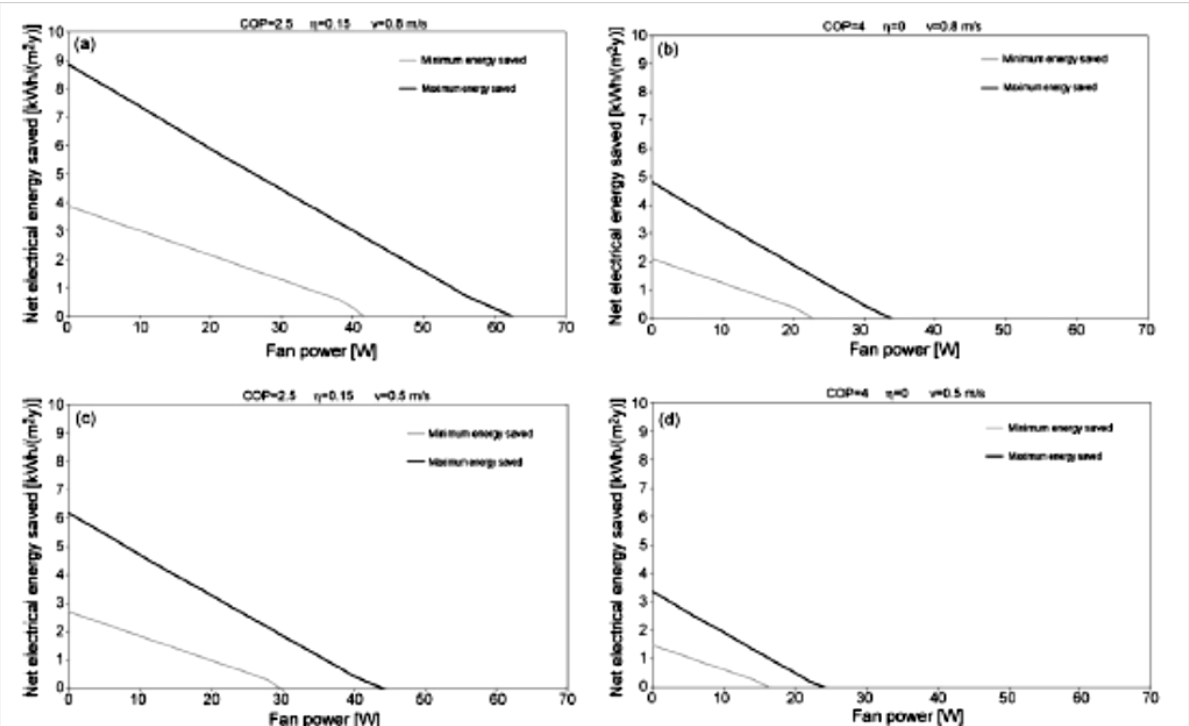 COP=2.5 η=0.15 v=0.8 m/s
(a)
Minimum energy saved
Maximum energy saved
Net electrical energy saved [kWh/(m²y)]
10
9
8
7
6
5
4
3
2
1
0
0 10 20 30 40 50 60 70
Fan power [W]
COP=4 η=0 v=0.8 m/s
(b)
Minimum energy saved
Maximum energy saved
Net electrical energy saved [kWh/(m²y)]
10
9
8
7
6
5
4
3
2
1
0
0 10 20 30 40 50 60 70
Fan power [W]
COP=2.5 η=0.15 v=0.5 m/s
(c)
Minimum energy saved
Maximum energy saved
Net electrical energy saved [kWh/(m²y)]
10
9
8
7
6
5
4
3
2
1
0
0 10 20 30 40 50 60 70
Fan power [W]
COP=4 η=0 v=0.5 m/s
(d)
Minimum energy saved
Maximum energy saved
Net electrical energy saved [kWh/(m²y)]
10
9
8
7
6
5
4
3
2
1
0
0 10 20 30 40 50 60 70
Fan power [W]